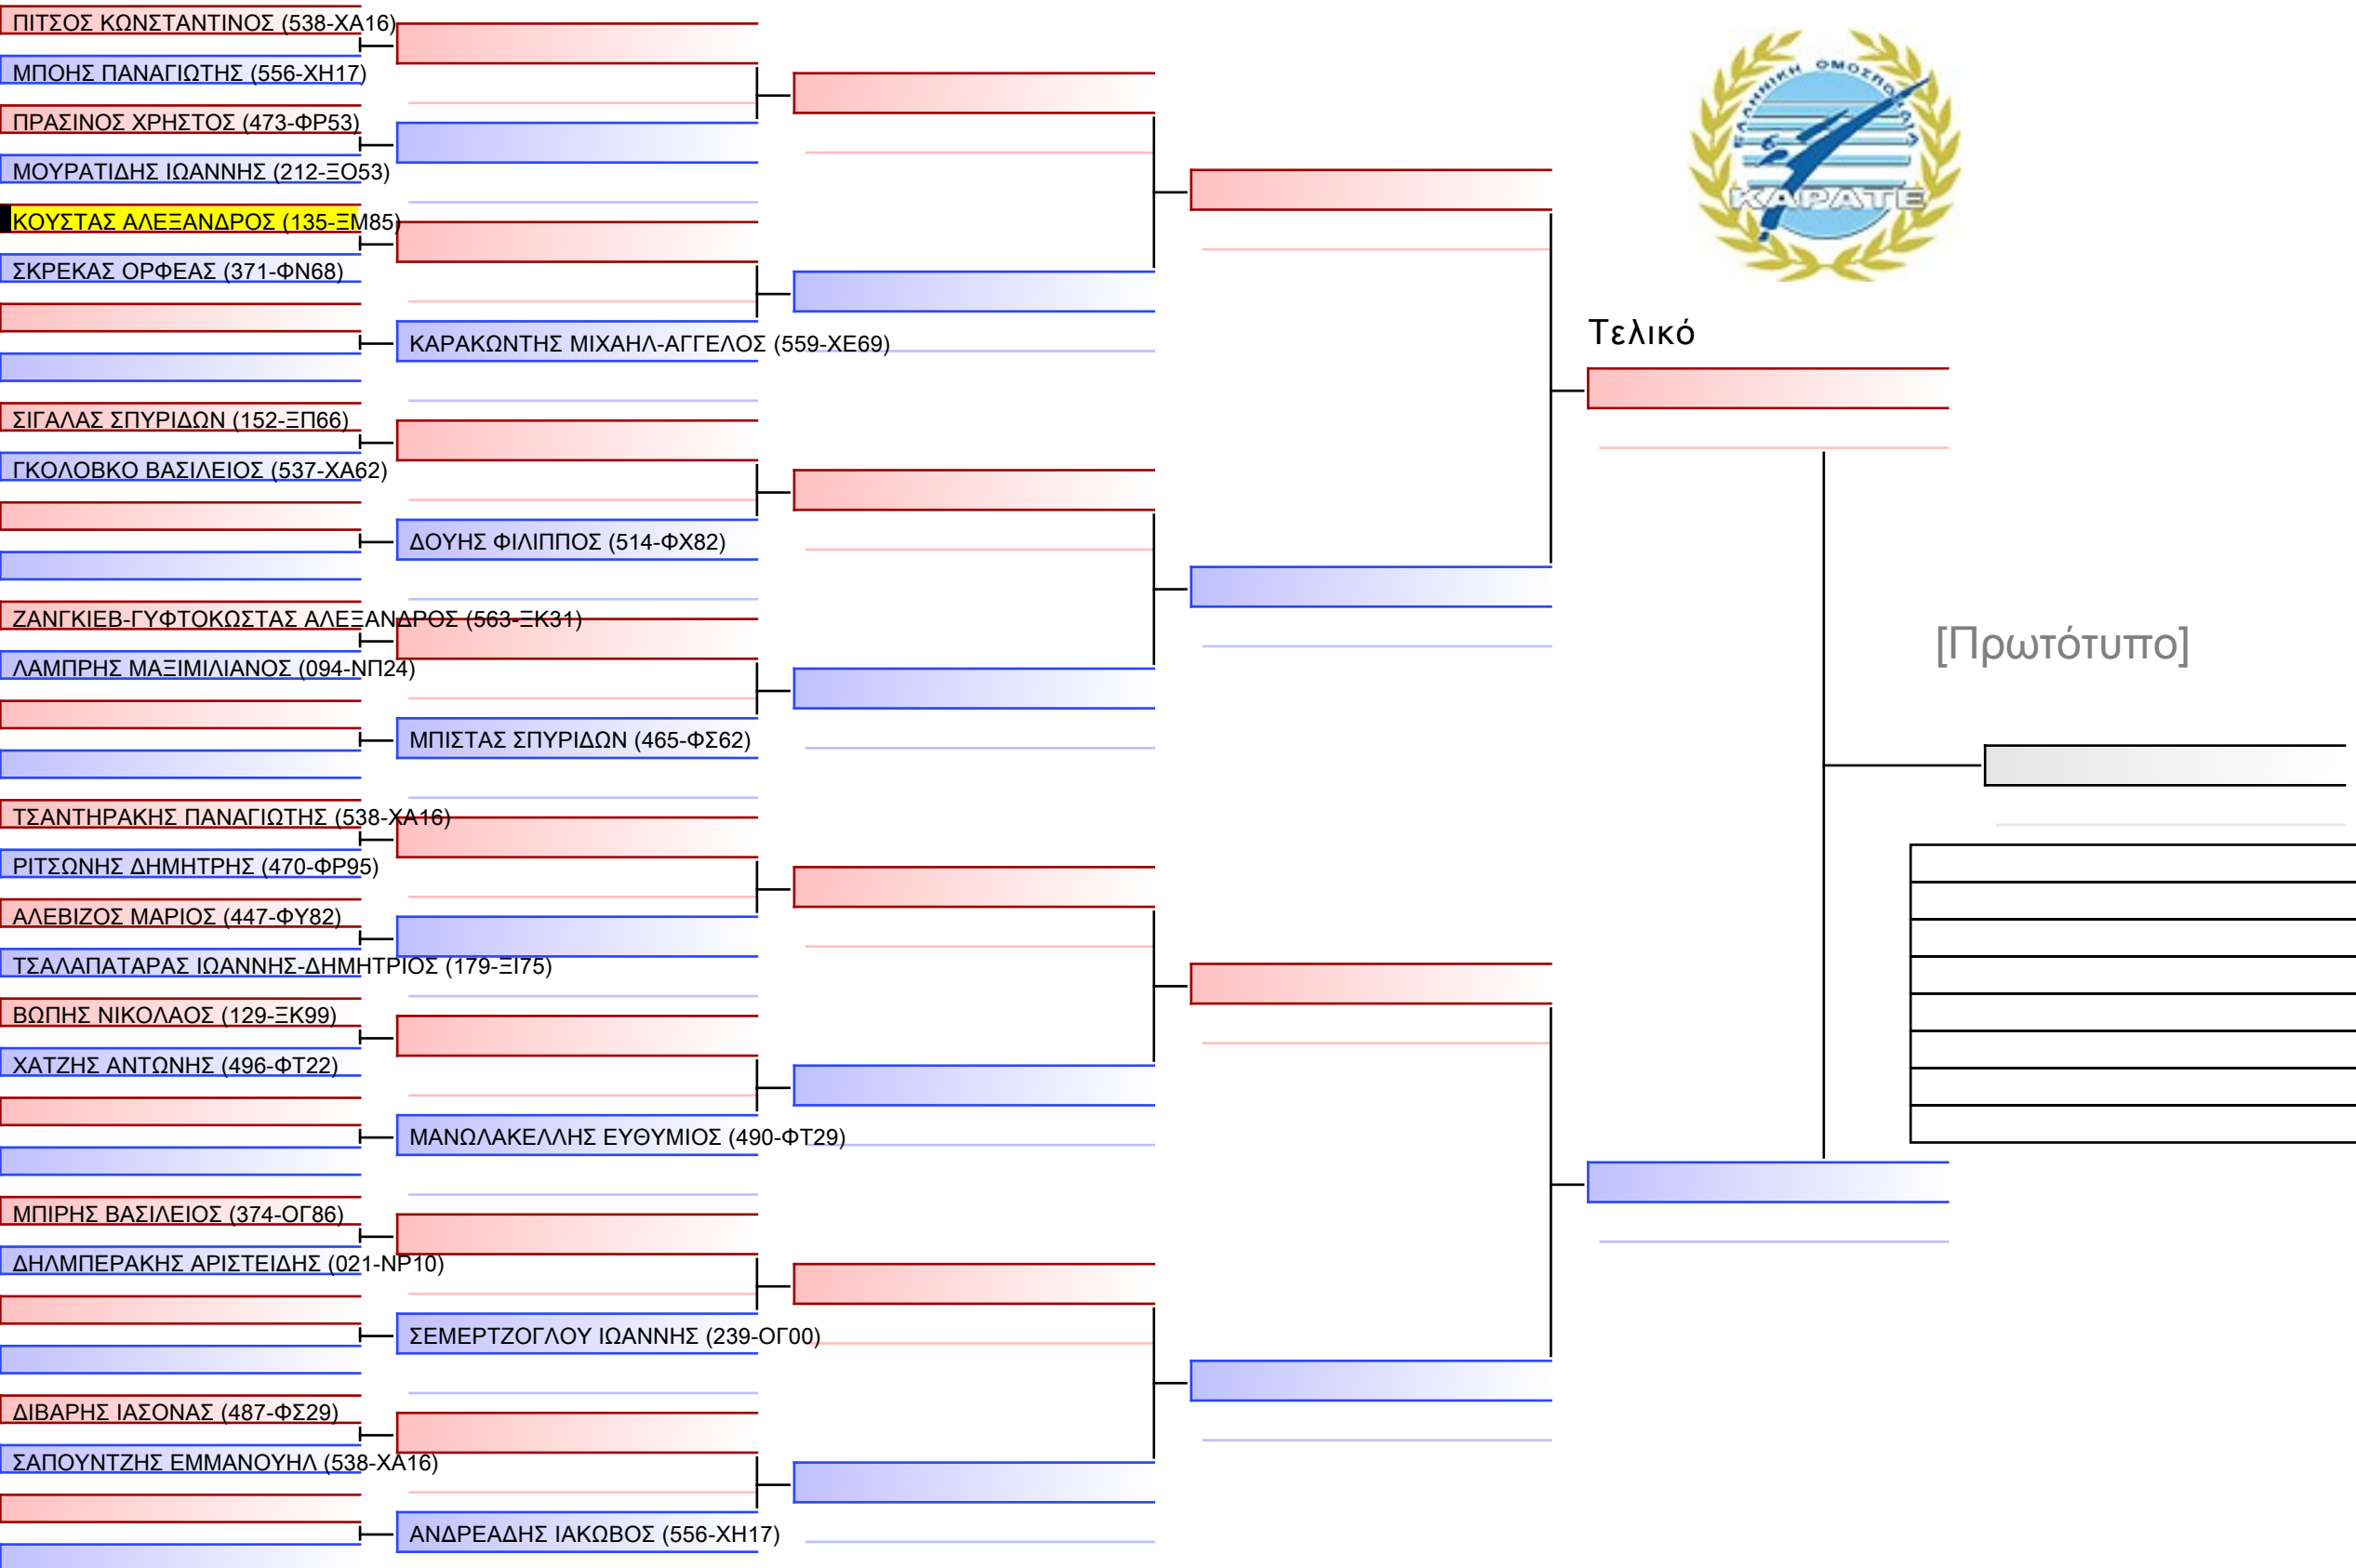 ΠΙΤΣΟΣ ΚΩΝΣΤΑΝΤΙΝΟΣ (538-ΧΑ16)
ΜΠΟΗΣ ΠΑΝΑΓΙΩΤΗΣ (556-ΧΗ17)
ΠΡΑΣΙΝΟΣ ΧΡΗΣΤΟΣ (473-ΦΡ53)
ΜΟΥΡΑΤΙΔΗΣ ΙΩΑΝΝΗΣ (212-ΞΟ53)
ΚΟΥΣΤΑΣ ΑΛΕΞΑΝΔΡΟΣ (135-ΞΜ85)
ΣΚΡΕΚΑΣ ΟΡΦΕΑΣ (371-ΦΝ68)
ΚΑΡΑΚΩΝΤΗΣ ΜΙΧΑΗΛ-ΑΓΓΕΛΟΣ (559-ΧΕ69)
ΣΙΓΑΛΑΣ ΣΠΥΡΙΔΩΝ (152-ΞΠ66)
ΓΚΟΛΟΒΚΟ ΒΑΣΙΛΕΙΟΣ (537-ΧΑ62)
ΔΟΥΗΣ ΦΙΛΙΠΠΟΣ (514-ΦΧ82)
ΖΑΝΓΚΙΕΒ-ΓΥΦΤΟΚΩΣΤΑΣ ΑΛΕΞΑΝΔΡΟΣ (563-ΞΚ31)
ΛΑΜΠΡΗΣ ΜΑΞΙΜΙΛΙΑΝΟΣ (094-ΝΠ24)
ΜΠΙΣΤΑΣ ΣΠΥΡΙΔΩΝ (465-ΦΣ62)
ΤΣΑΝΤΗΡΑΚΗΣ ΠΑΝΑΓΙΩΤΗΣ (538-ΧΑ16)
ΡΙΤΣΩΝΗΣ ΔΗΜΗΤΡΗΣ (470-ΦΡ95)
ΑΛΕΒΙΖΟΣ ΜΑΡΙΟΣ (447-ΦΥ82)
ΤΣΑΛΑΠΑΤΑΡΑΣ ΙΩΑΝΝΗΣ-ΔΗΜΗΤΡΙΟΣ (179-ΞΙ75)
ΒΩΠΗΣ ΝΙΚΟΛΑΟΣ (129-ΞΚ99)
ΧΑΤΖΗΣ ΑΝΤΩΝΗΣ (496-ΦΤ22)
ΜΑΝΩΛΑΚΕΛΛΗΣ ΕΥΘΥΜΙΟΣ (490-ΦΤ29)
ΜΠΙΡΗΣ ΒΑΣΙΛΕΙΟΣ (374-ΟΓ86)
ΔΗΛΜΠΕΡΑΚΗΣ ΑΡΙΣΤΕΙΔΗΣ (021-ΝΡ10)
ΣΕΜΕΡΤΖΟΓΛΟΥ ΙΩΑΝΝΗΣ (239-ΟΓ00)
ΔΙΒΑΡΗΣ ΙΑΣΟΝΑΣ (487-ΦΣ29)
ΣΑΠΟΥΝΤΖΗΣ ΕΜΜΑΝΟΥΗΛ (538-ΧΑ16)
ΑΝΔΡΕΑΔΗΣ ΙΑΚΩΒΟΣ (556-ΧΗ17)
ΕΛΛΗΝΙΚΗ ΟΜΟΣΠΟΝΔΙΑ
ΚΑΡΑΤΕ
Τελικό
[Πρωτότυπο]